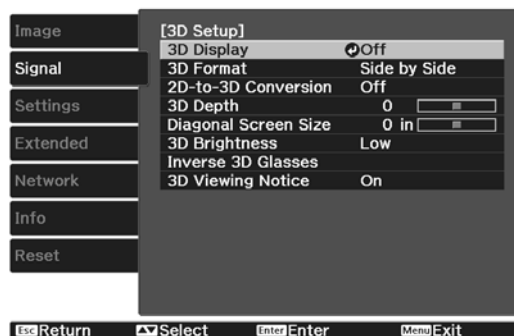 Image
Signal
Settings
Extended
Network
Info
Reset
[3D Setup]
3D Display Off
3D Format Side by Side
2D-to-3D Conversion Off
3D Depth 0
Diagonal Screen Size 0 in
3D Brightness Low
Inverse 3D Glasses
3D Viewing Notice On
Esc Return Select Enter Enter Menu Exit